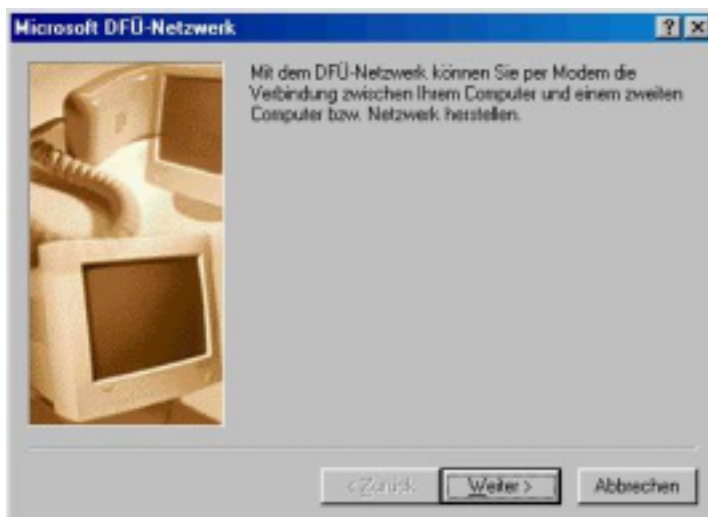 Microsoft DFÜ-Netzwerk
Mit dem DFÜ-Netzwerk können Sie per Modem die
Verbindung zwischen Ihrem Computer und einem zweiten
Computer bzw. Netzwerk herstellen.
< Zurück
Weiter >
Abbrechen